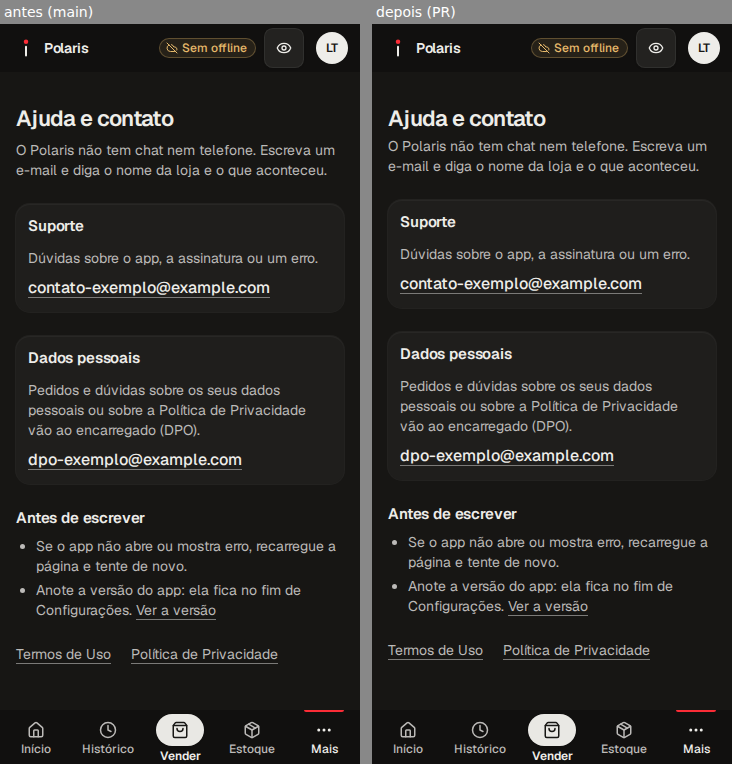 antes (main)
Polaris
Sem offline
LT
Ajuda e contato
O Polaris não tem chat nem telefone. Escreva um
e-mail e diga o nome da loja e o que aconteceu.
Suporte
Dúvidas sobre o app, a assinatura ou um erro.
contato-exemplo@example.com
Dados pessoais
Pedidos e dúvidas sobre os seus dados
pessoais ou sobre a Política de Privacidade
vão ao encarregado (DPO).
dpo-exemplo@example.com
Antes de escrever
Se o app não abre ou mostra erro, recarregue a
página e tente de novo.
Anote a versão do app: ela fica no fim de
Configurações. Ver a versão
Termos de Uso Política de Privacidade
Início Histórico Vender Estoque Mais
depois (PR)
Polaris
Sem offline
LT
Ajuda e contato
O Polaris não tem chat nem telefone. Escreva um
e-mail e diga o nome da loja e o que aconteceu.
Suporte
Dúvidas sobre o app, a assinatura ou um erro.
contato-exemplo@example.com
Dados pessoais
Pedidos e dúvidas sobre os seus dados
pessoais ou sobre a Política de Privacidade
vão ao encarregado (DPO).
dpo-exemplo@example.com
Antes de escrever
Se o app não abre ou mostra erro, recarregue a
página e tente de novo.
Anote a versão do app: ela fica no fim de
Configurações. Ver a versão
Termos de Uso Política de Privacidade
Início Histórico Vender Estoque Mais